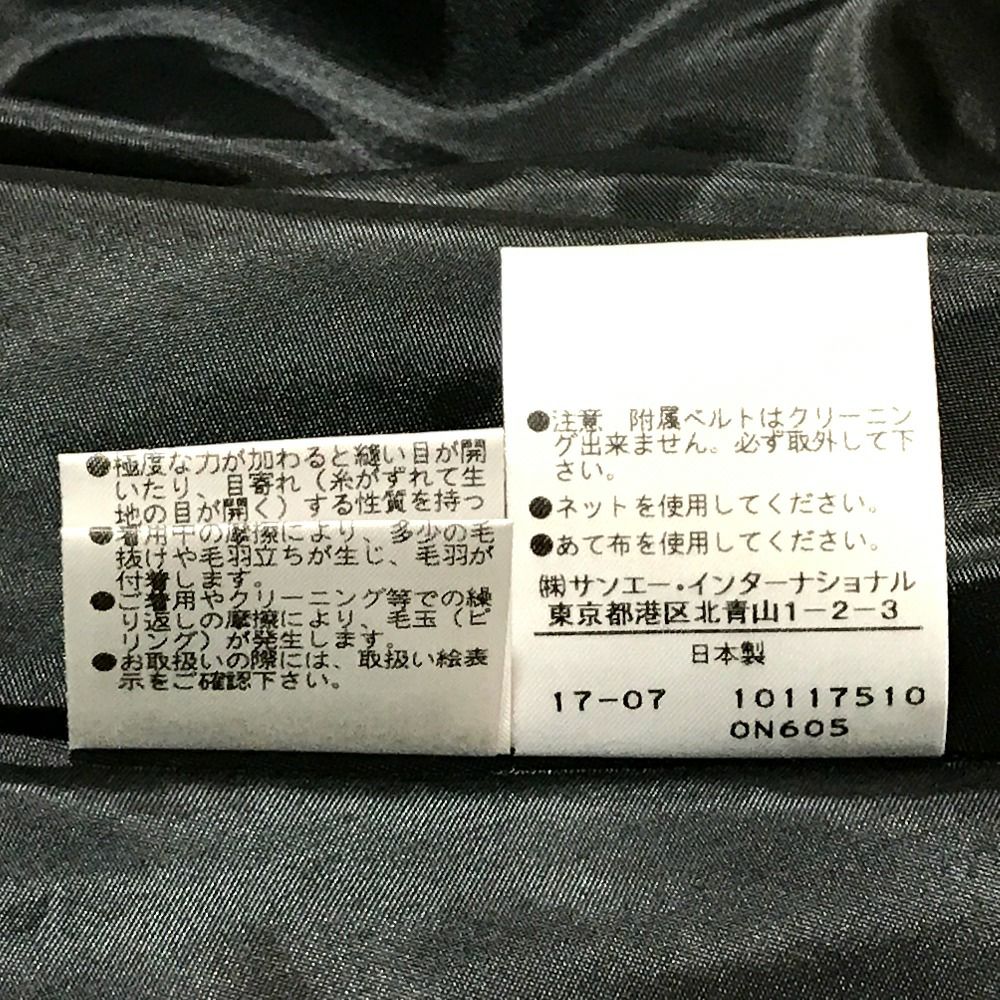 ●極度な力が加わると縫い目が開
いたり、目寄れ（糸がずれて生
地の目が開く）する性質を持つ
●着用中の摩擦により、多少の毛
抜けや毛羽立ちが生じ、毛羽が
付着します。
●ご着用やクリーニング等での繰
り返しの摩擦により、毛玉（ピ
リング）が発生します。
●お取扱いの際には、取扱い絵表
示をご確認下さい。
●注意　附属ベルトはクリーニン
グ出来ません。必ず取外して下
さい。
●ネットを使用してください。
●あて布を使用してください。
㈱サンエー・インターナショナル
東京都港区北青山1－2－3
日本製
17-07 10117510
0N605